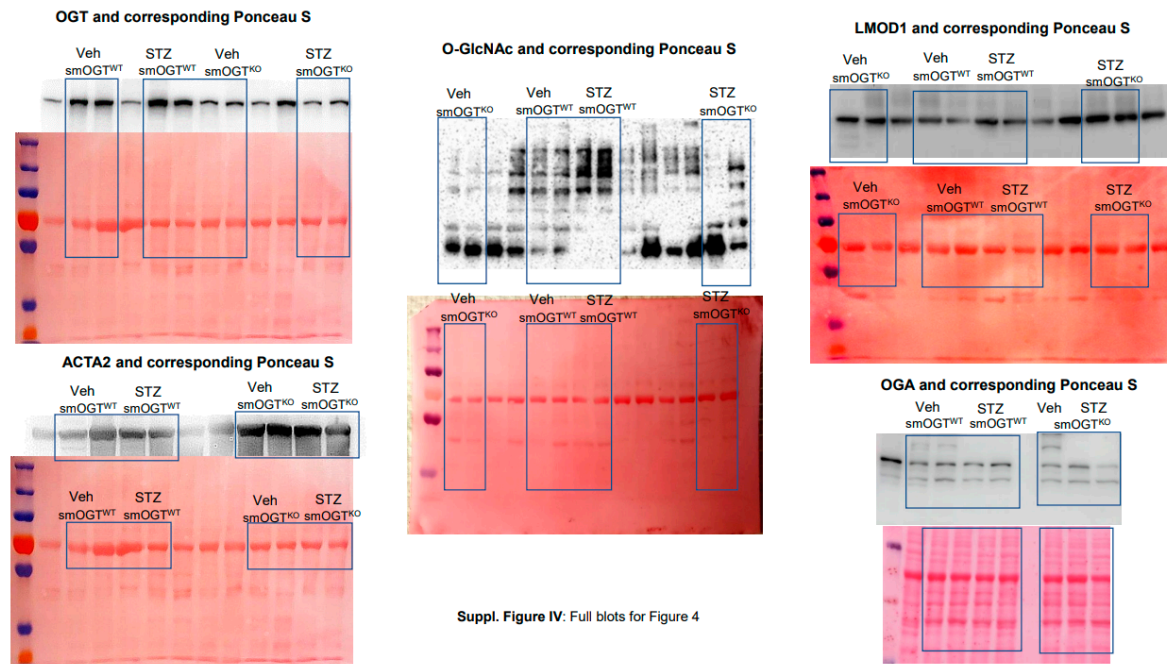 OGT and corresponding Ponceau S
Veh STZ Veh STZ
smOGTᵂᵀ smOGTᵂᵀ smOGTᴷᴼ smOGTᴷᴼ
ACTA2 and corresponding Ponceau S
Veh STZ Veh STZ
smOGTᵂᵀ smOGTᵂᵀ smOGTᴷᴼ smOGTᴷᴼ
Veh STZ Veh STZ
smOGTᵂᵀ smOGTᵂᵀ smOGTᴷᴼ smOGTᴷᴼ
O-GlcNAc and corresponding Ponceau S
Veh Veh STZ STZ
smOGTᴷᴼ smOGTᵂᵀ smOGTᵂᵀ smOGTᴷᴼ
Veh Veh STZ STZ
smOGTᴷᴼ smOGTᵂᵀ smOGTᵂᵀ smOGTᴷᴼ
Suppl. Figure IV: Full blots for Figure 4
LMOD1 and corresponding Ponceau S
Veh Veh STZ STZ
smOGTᴷᴼ smOGTᵂᵀ smOGTᵂᵀ smOGTᴷᴼ
Veh Veh STZ STZ
smOGTᴷᴼ smOGTᵂᵀ smOGTᵂᵀ smOGTᴷᴼ
OGA and corresponding Ponceau S
Veh STZ Veh STZ
smOGTᵂᵀ smOGTᵂᵀ smOGTᴷᴼ